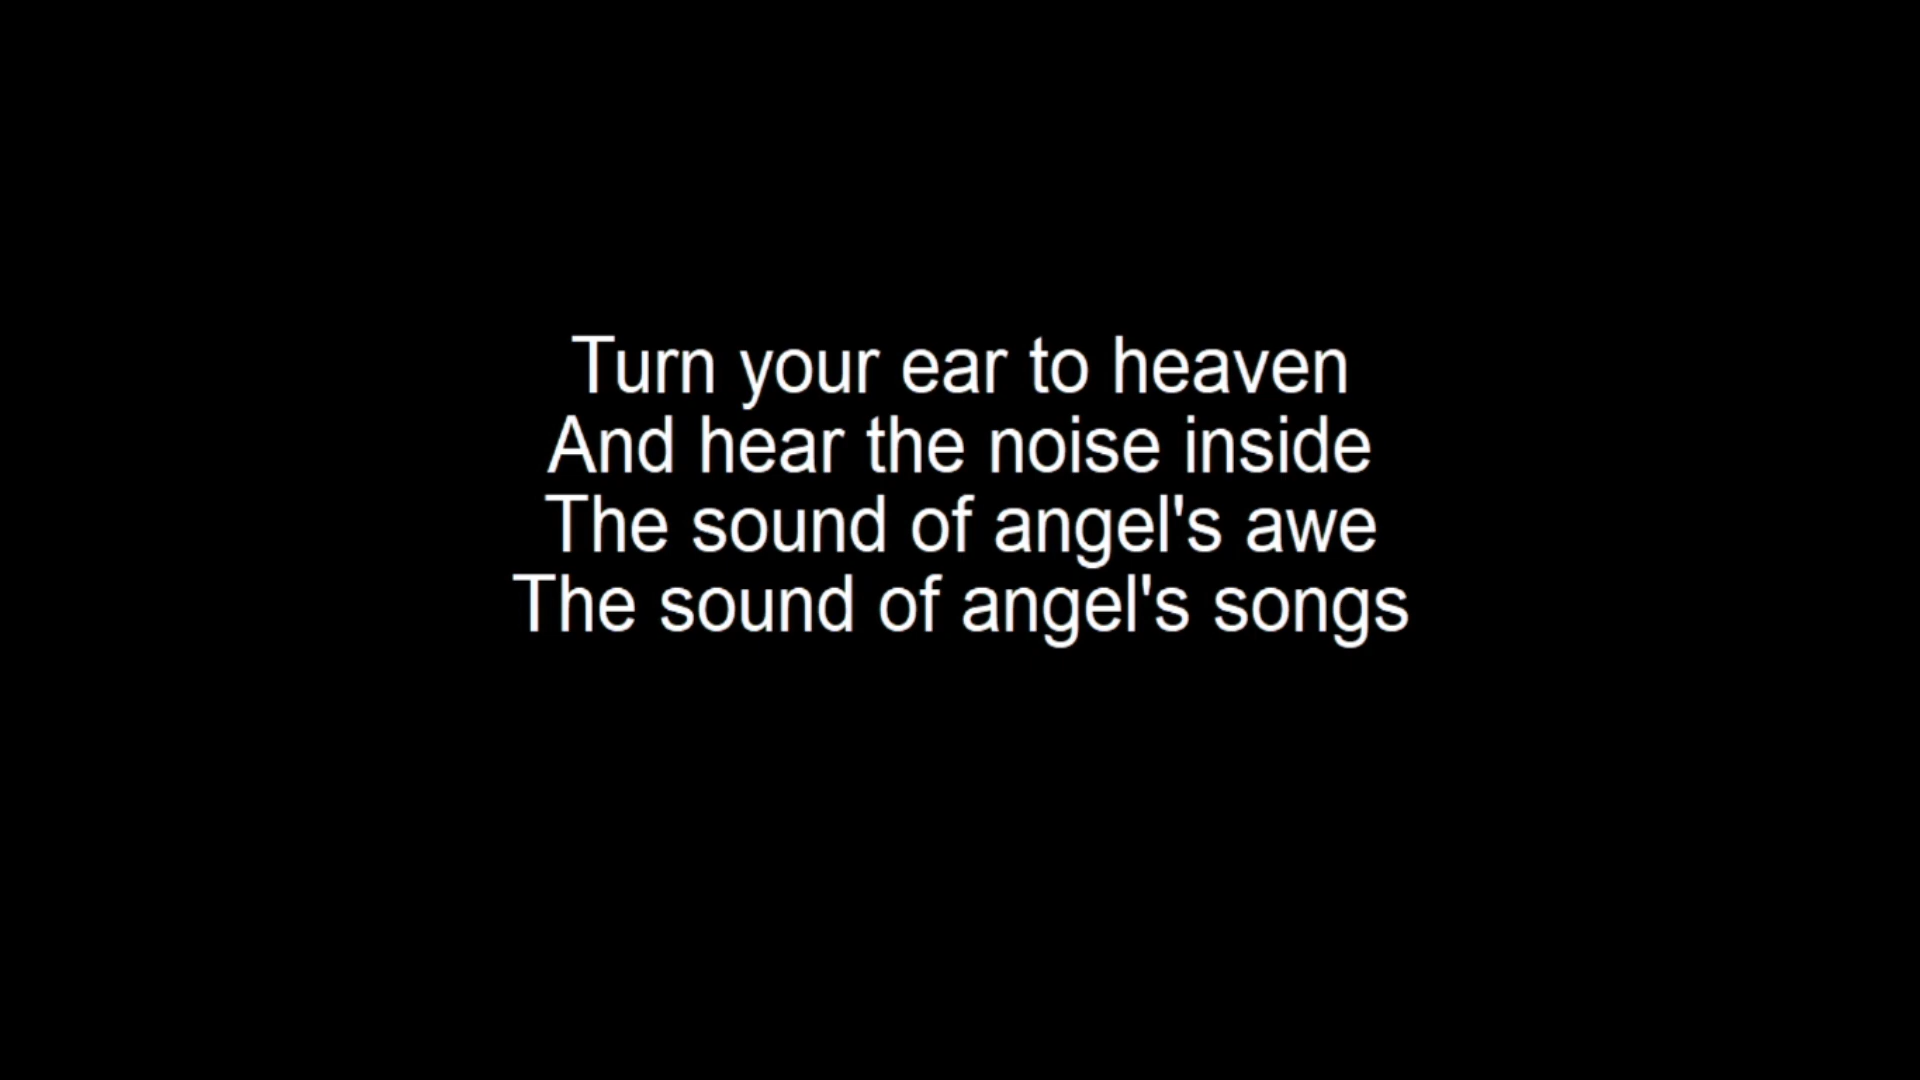 Turn your ear to heaven
And hear the noise inside
The sound of angel's awe
The sound of angel's songs